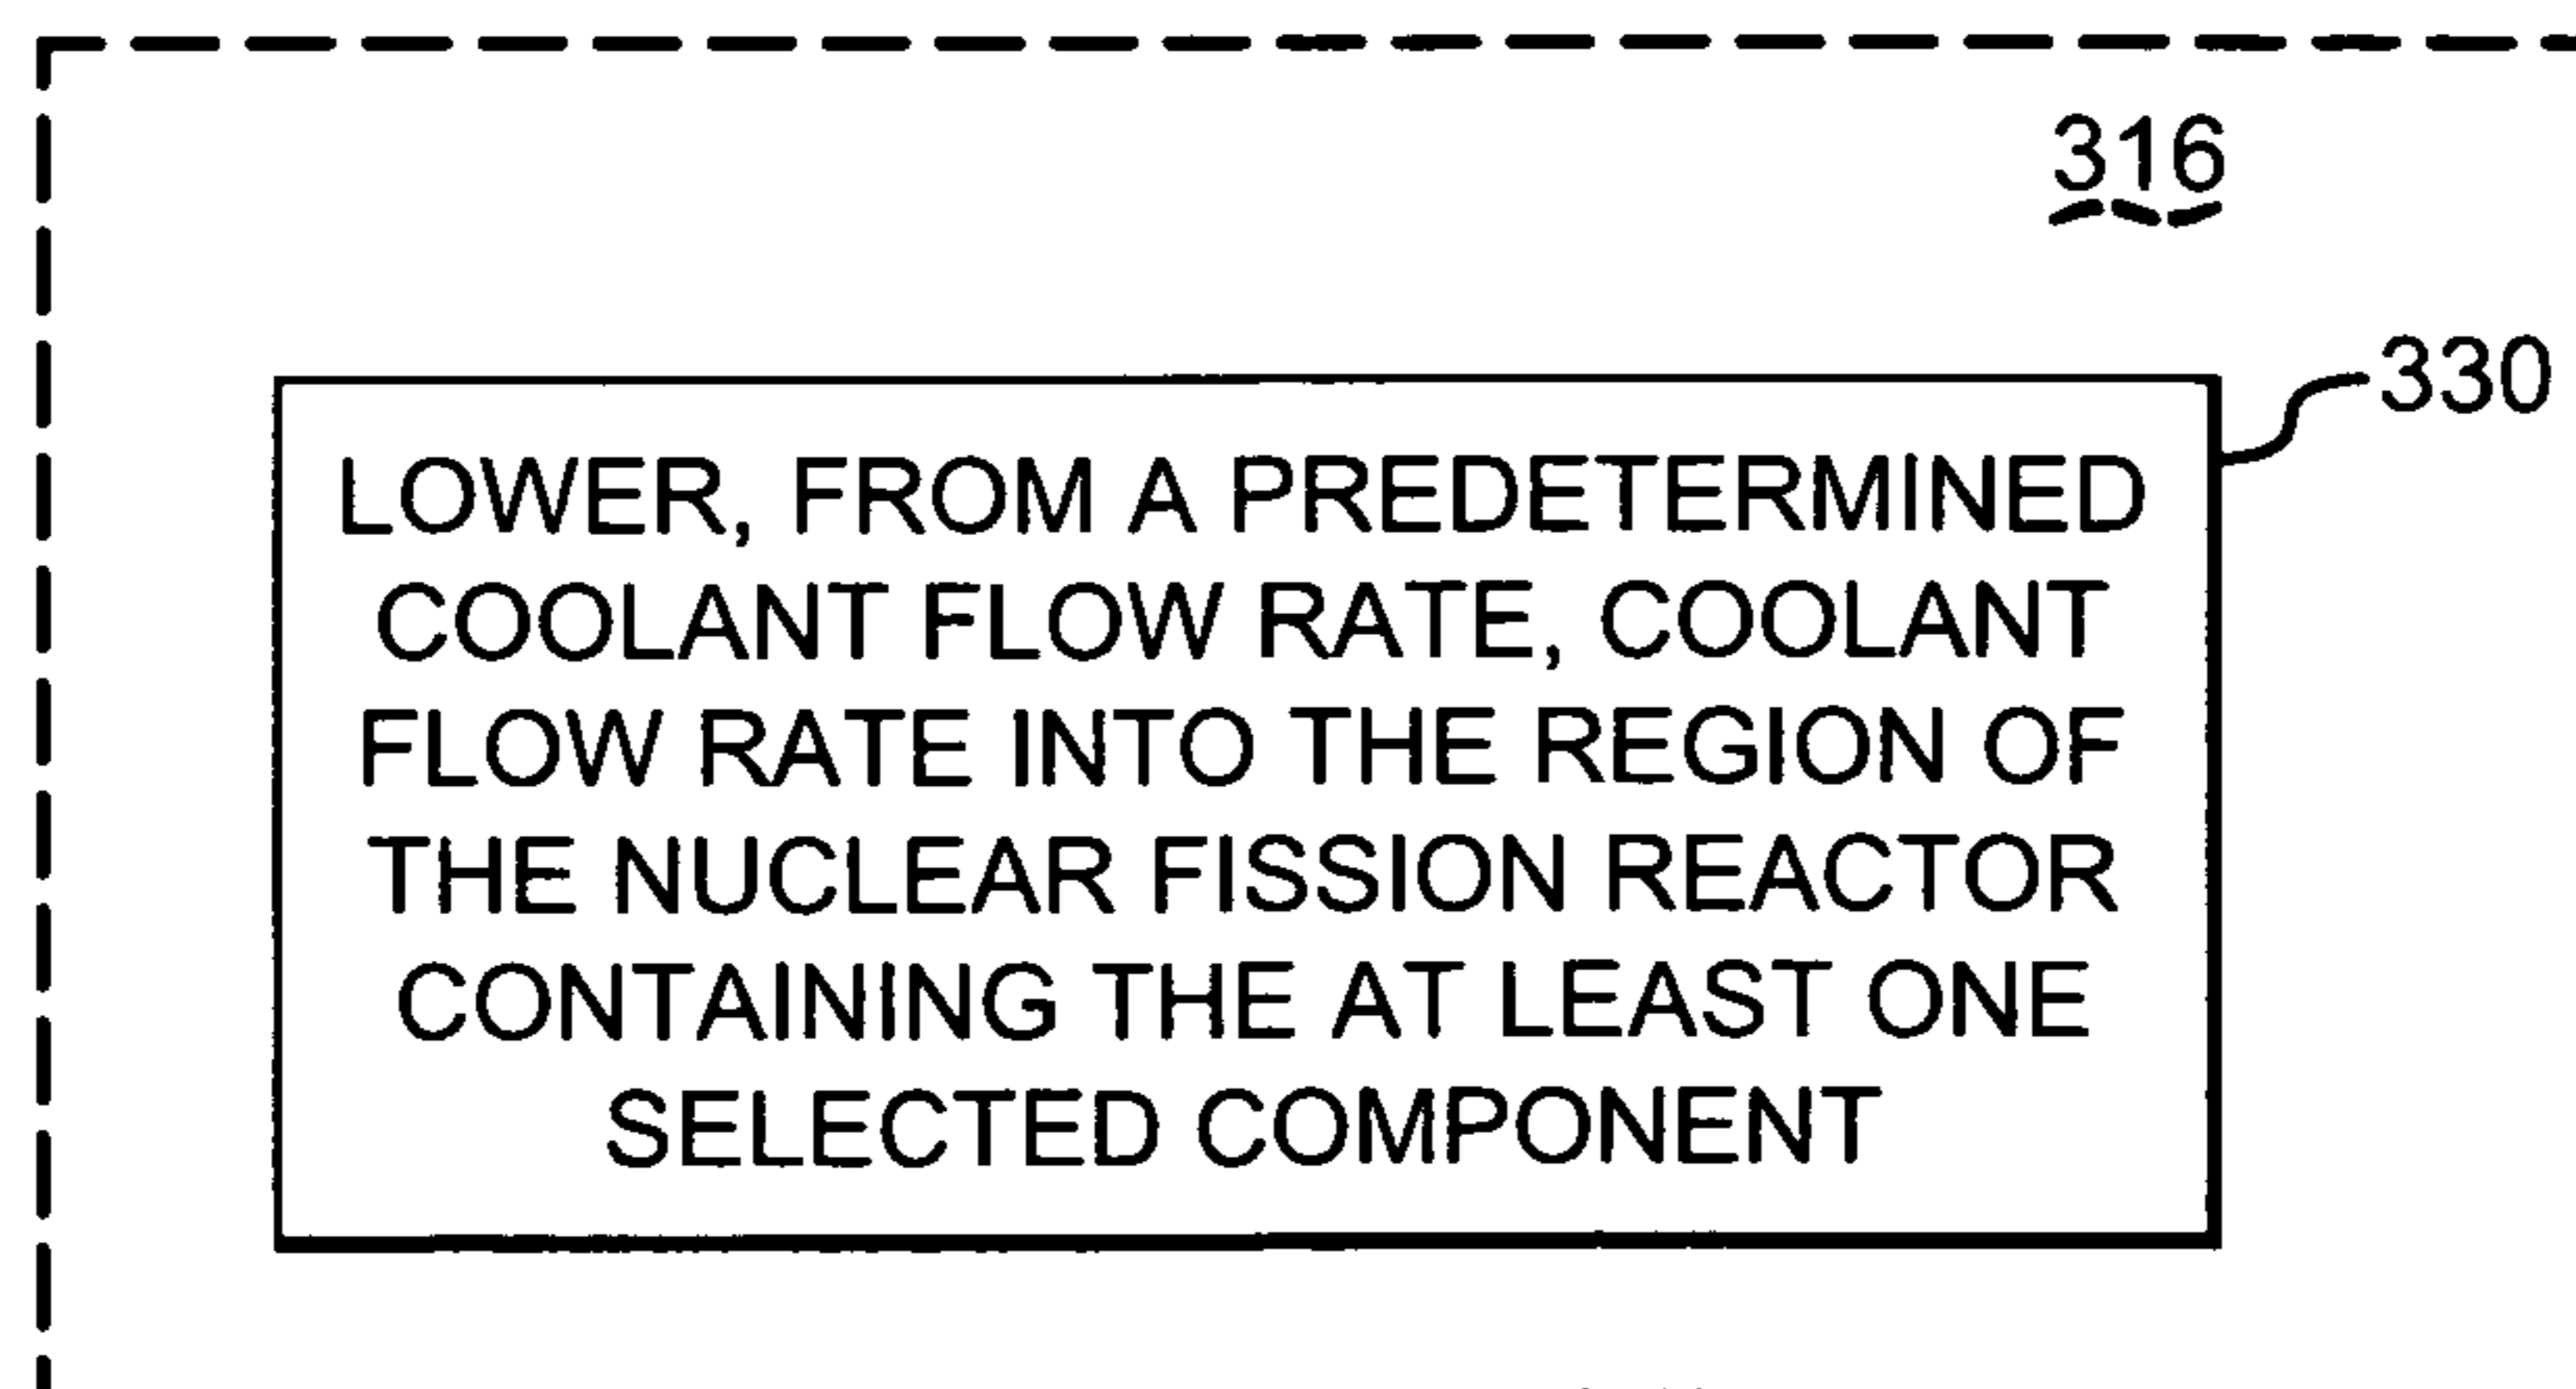 316
330
LOWER, FROM A PREDETERMINED
COOLANT FLOW RATE, COOLANT
FLOW RATE INTO THE REGION OF
THE NUCLEAR FISSION REACTOR
CONTAINING THE AT LEAST ONE
SELECTED COMPONENT